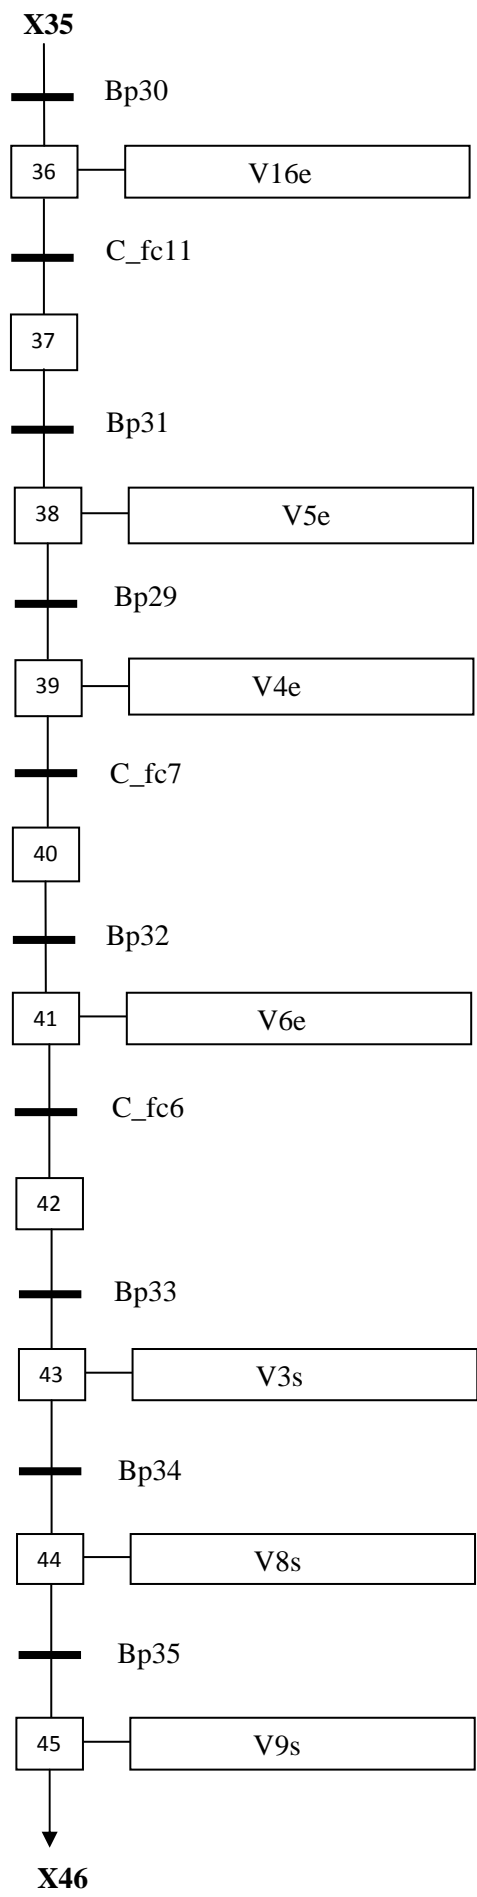 X35
Bp30
36 V16e
C_fc11
37
Bp31
38 V5e
Bp29
39 V4e
C_fc7
40
Bp32
41 V6e
C_fc6
42
Bp33
43 V3s
Bp34
44 V8s
Bp35
45 V9s
X46